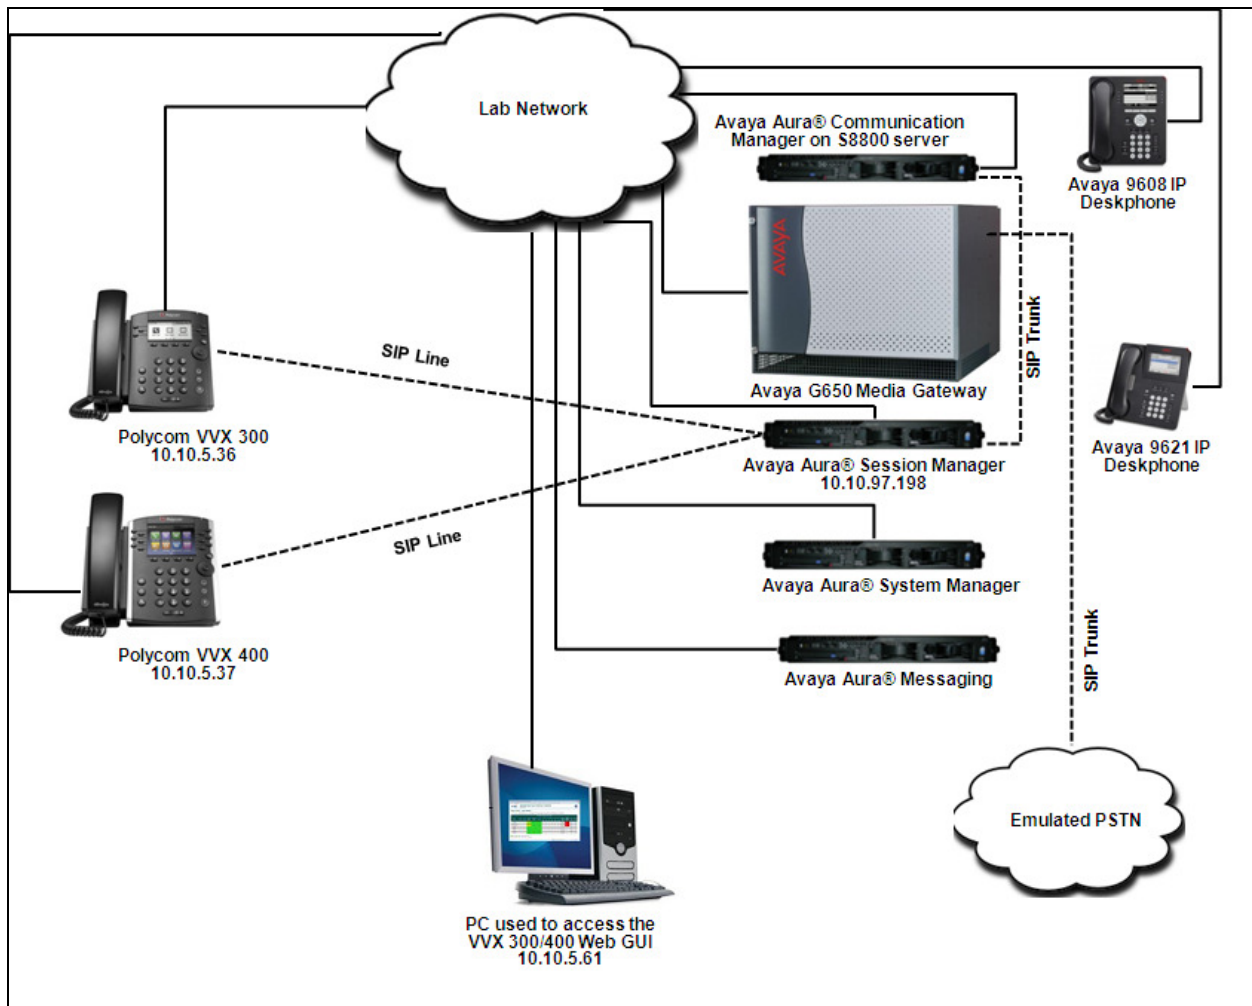 Lab Network
Avaya Aura® Communication
Manager on S8800 server
Avaya 9608 IP
Deskphone
AVAYA
SIP Trunk
Avaya G650 Media Gateway
SIP Line
Polycom VVX 300
10.10.5.36
Avaya 9621 IP
Deskphone
Avaya Aura® Session Manager
10.10.97.198
SIP Line
Avaya Aura® System Manager
Polycom VVX 400
10.10.5.37
Avaya Aura® Messaging
SIP Trunk
Emulated PSTN
PC used to access the
VVX 300/400 Web GUI
10.10.5.61